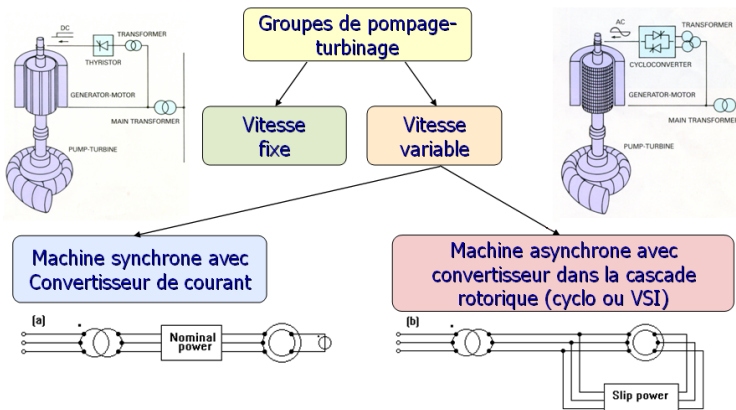 Groupes de pompage-
turbinage
DC
TRANSFORMER
THYRISTOR
GENERATOR-MOTOR
MAIN TRANSFORMER
PUMP-TURBINE
AC
TRANSFORMER
CYCLOCONVERTER
GENERATOR-MOTOR
MAIN TRANSFORMER
PUMP-TURBINE
Vitesse
fixe
Vitesse
variable
Machine synchrone avec
Convertisseur de courant
Machine asynchrone avec
convertisseur dans la cascade
rotorique (cyclo ou VSI)
(a)
Nominal
power
(b)
Slip power